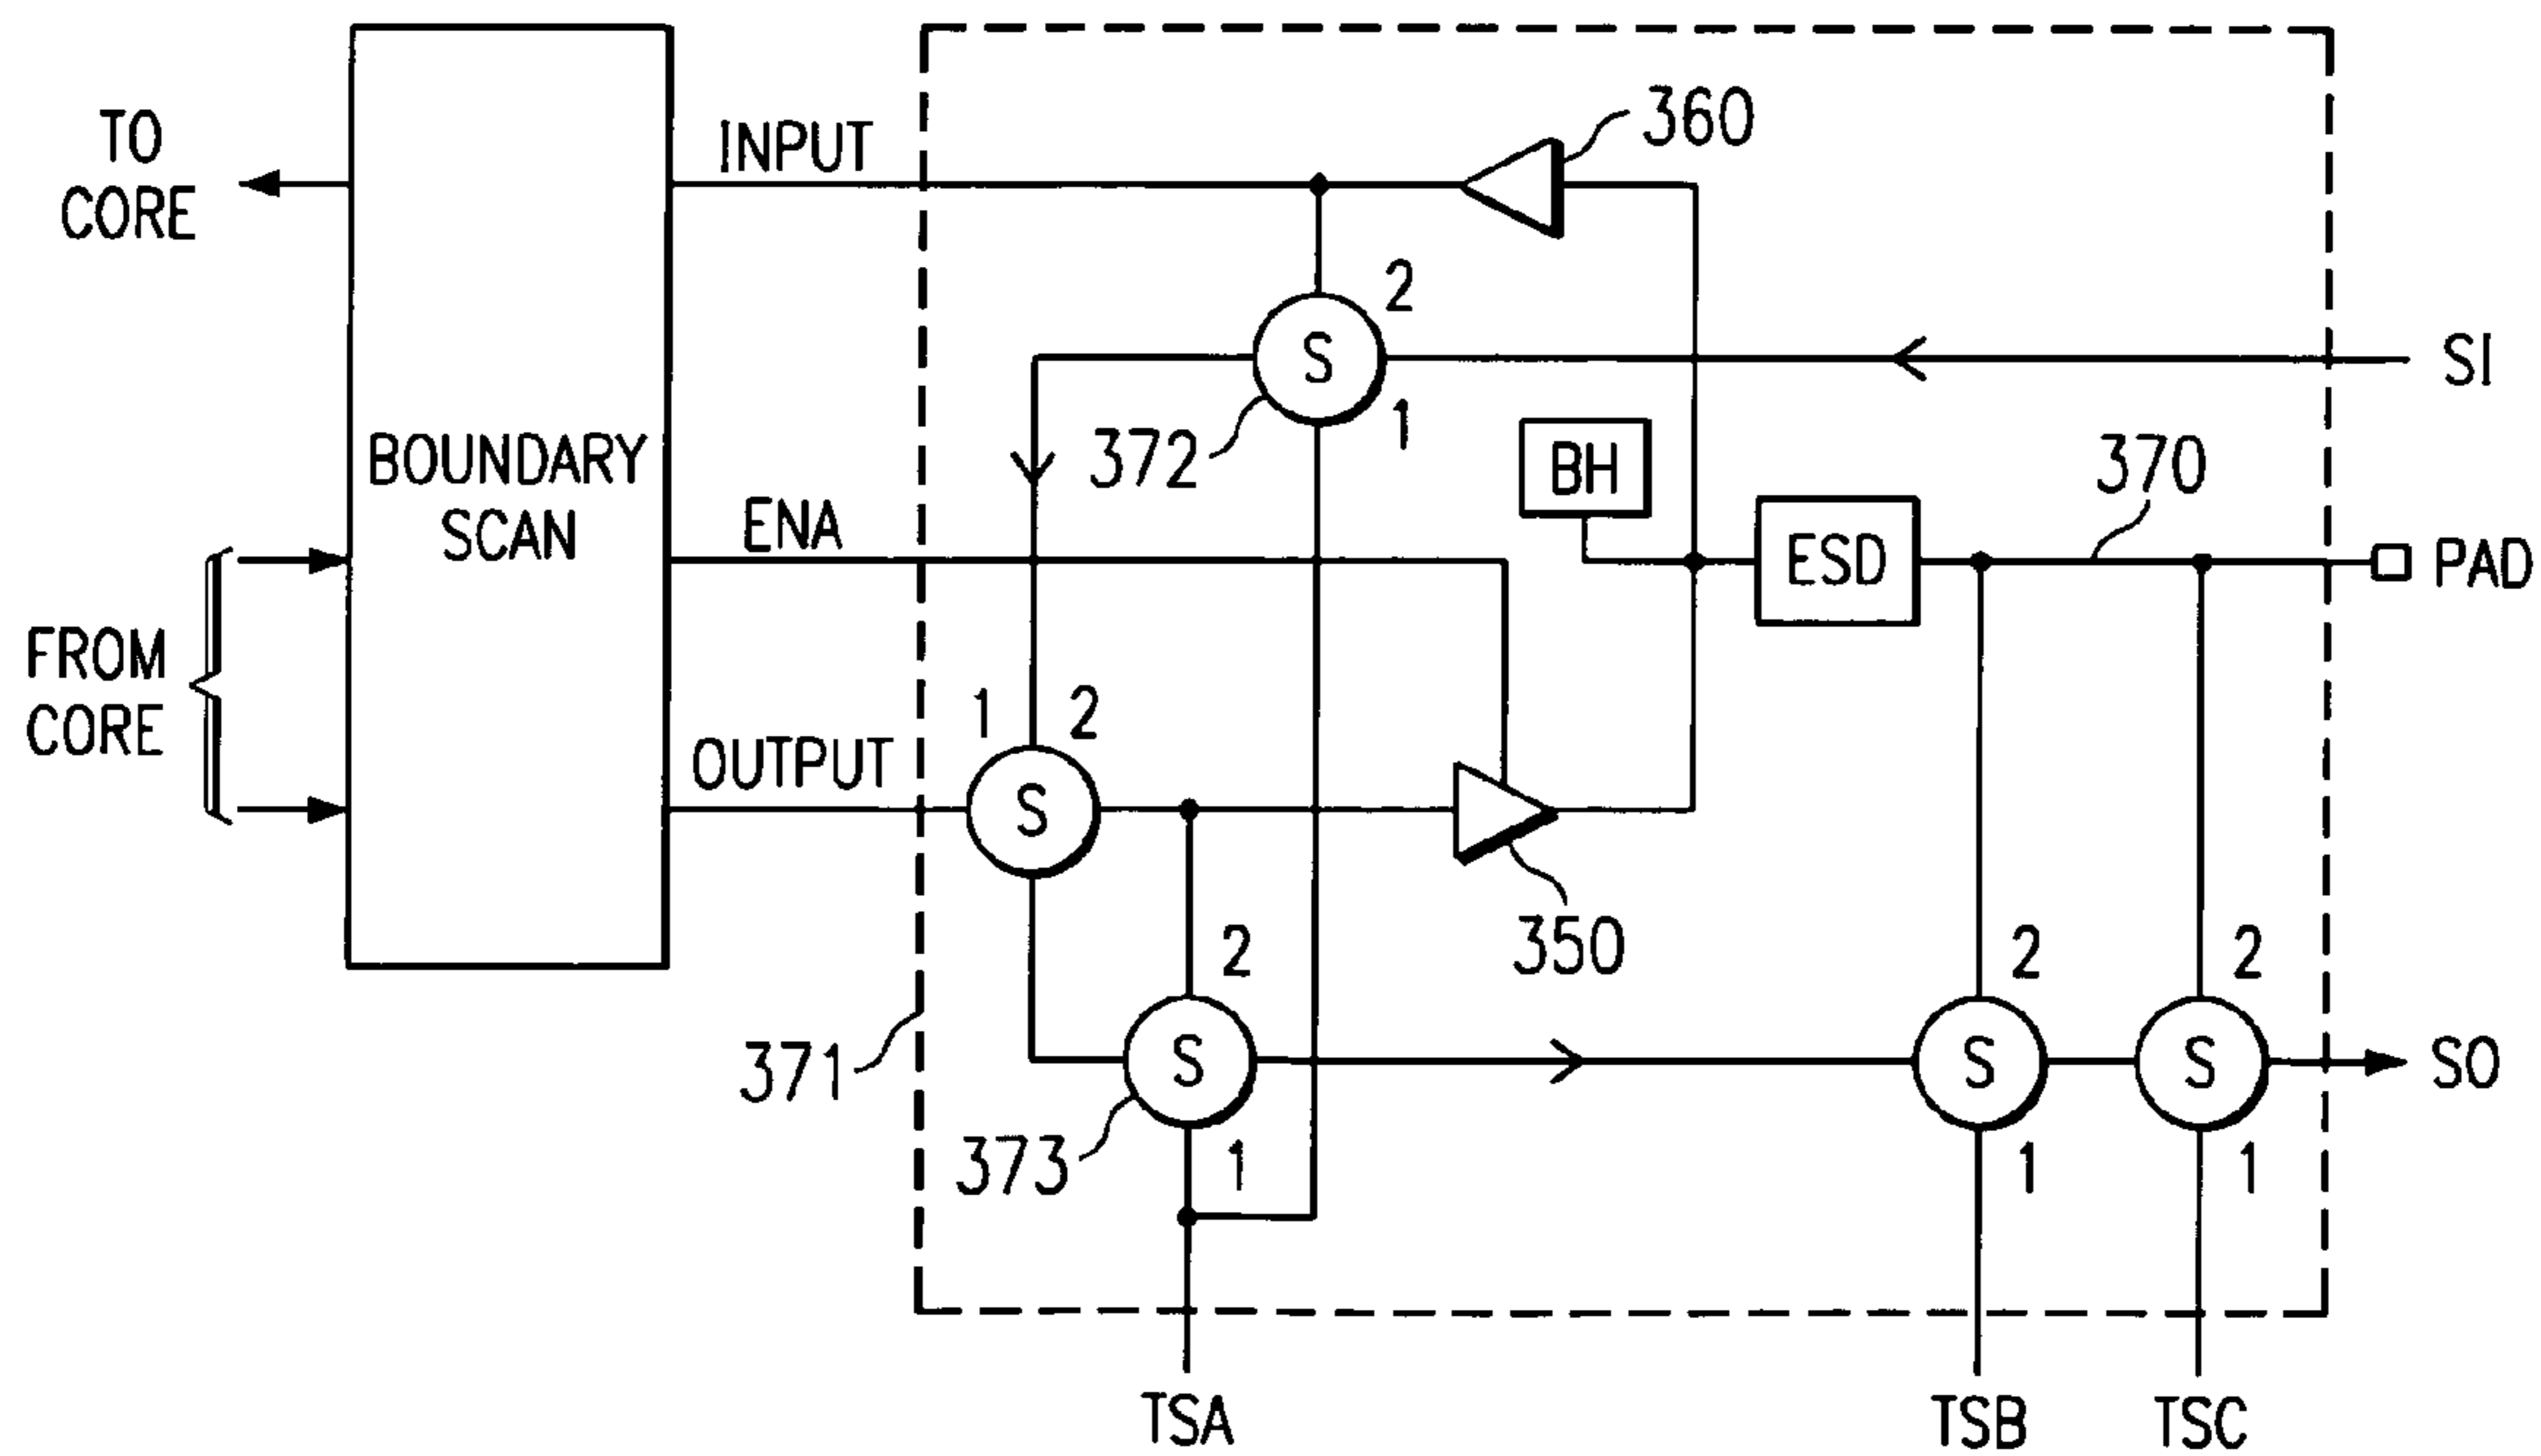 TO
CORE
INPUT
360
2
S
SI
1
372
BH
370
BOUNDARY
SCAN
ENA
ESD
PAD
FROM
CORE
1
2
OUTPUT
S
350
2
2
2
S
S
S
SO
371
373
1
1
1
TSA
TSB
TSC